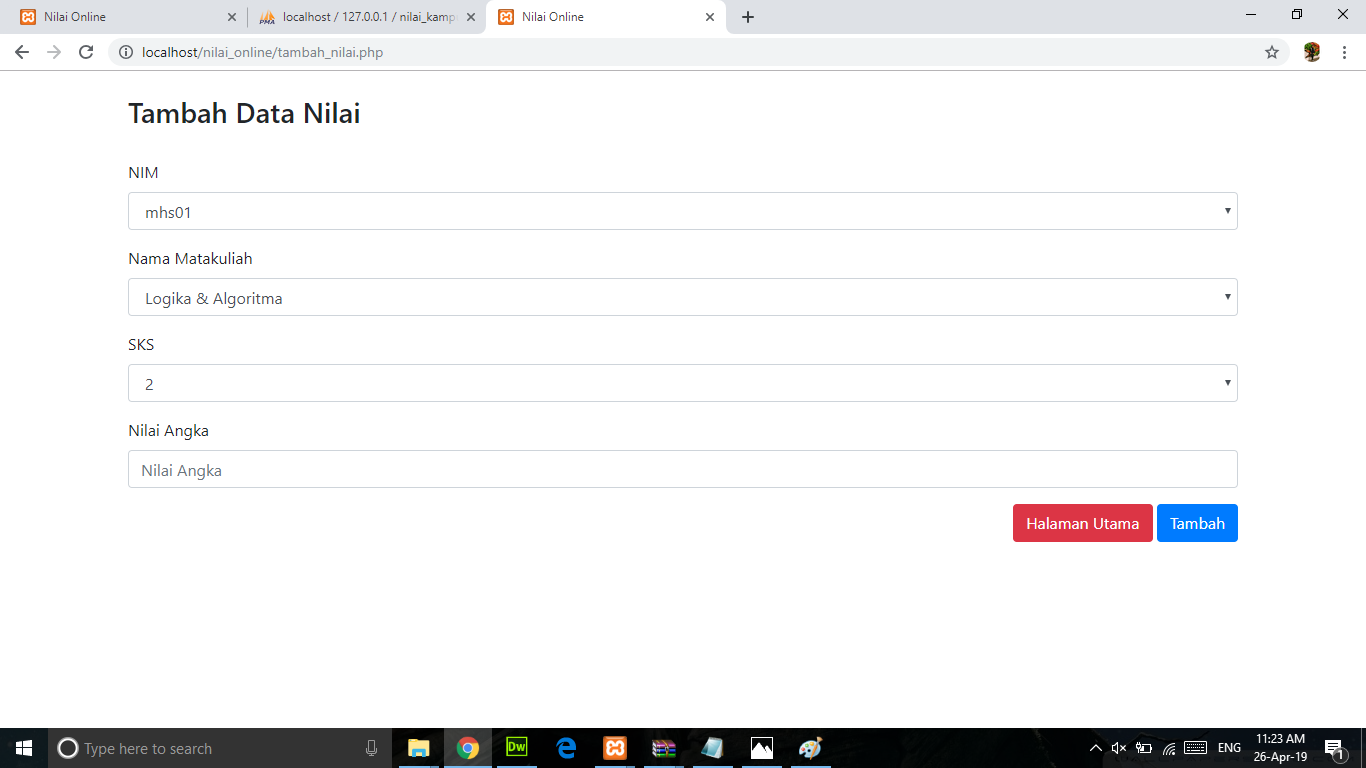 Nilai Online
localhost / 127.0.0.1 / nilai_kamp
Nilai Online
localhost/nilai_online/tambah_nilai.php
Tambah Data Nilai
NIM
mhs01
Nama Matakuliah
Logika & Algoritma
SKS
2
Nilai Angka
Nilai Angka
Halaman Utama
Tambah
Type here to search
Dw
ENG
11:23 AM
26-Apr-19
1